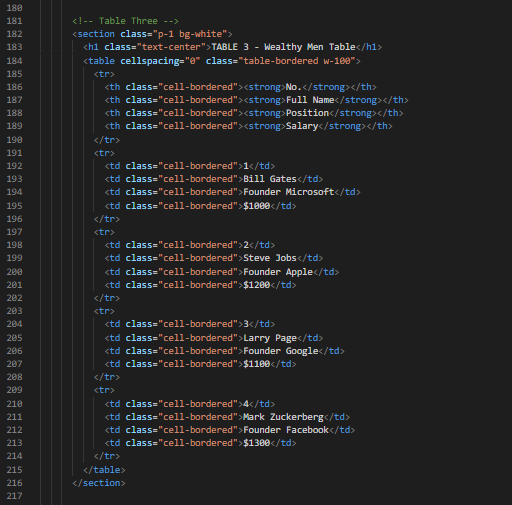 180
181 <!-- Table Three -->
182 <section class="p-1 bg-white">
183 <h1 class="text-center">TABLE 3 - Wealthy Men Table</h1>
184 <table cellspacing="0" class="table-bordered w-100">
185 <tr>
186 <th class="cell-bordered"><strong>No.</strong></th>
187 <th class="cell-bordered"><strong>Full Name</strong></th>
188 <th class="cell-bordered"><strong>Position</strong></th>
189 <th class="cell-bordered"><strong>Salary</strong></th>
190 </tr>
191 <tr>
192 <td class="cell-bordered">1</td>
193 <td class="cell-bordered">Bill Gates</td>
194 <td class="cell-bordered">Founder Microsoft</td>
195 <td class="cell-bordered">$1000</td>
196 </tr>
197 <tr>
198 <td class="cell-bordered">2</td>
199 <td class="cell-bordered">Steve Jobs</td>
200 <td class="cell-bordered">Founder Apple</td>
201 <td class="cell-bordered">$1200</td>
202 </tr>
203 <tr>
204 <td class="cell-bordered">3</td>
205 <td class="cell-bordered">Larry Page</td>
206 <td class="cell-bordered">Founder Google</td>
207 <td class="cell-bordered">$1100</td>
208 </tr>
209 <tr>
210 <td class="cell-bordered">4</td>
211 <td class="cell-bordered">Mark Zuckerberg</td>
212 <td class="cell-bordered">Founder Facebook</td>
213 <td class="cell-bordered">$1300</td>
214 </tr>
215 </table>
216 </section>
217